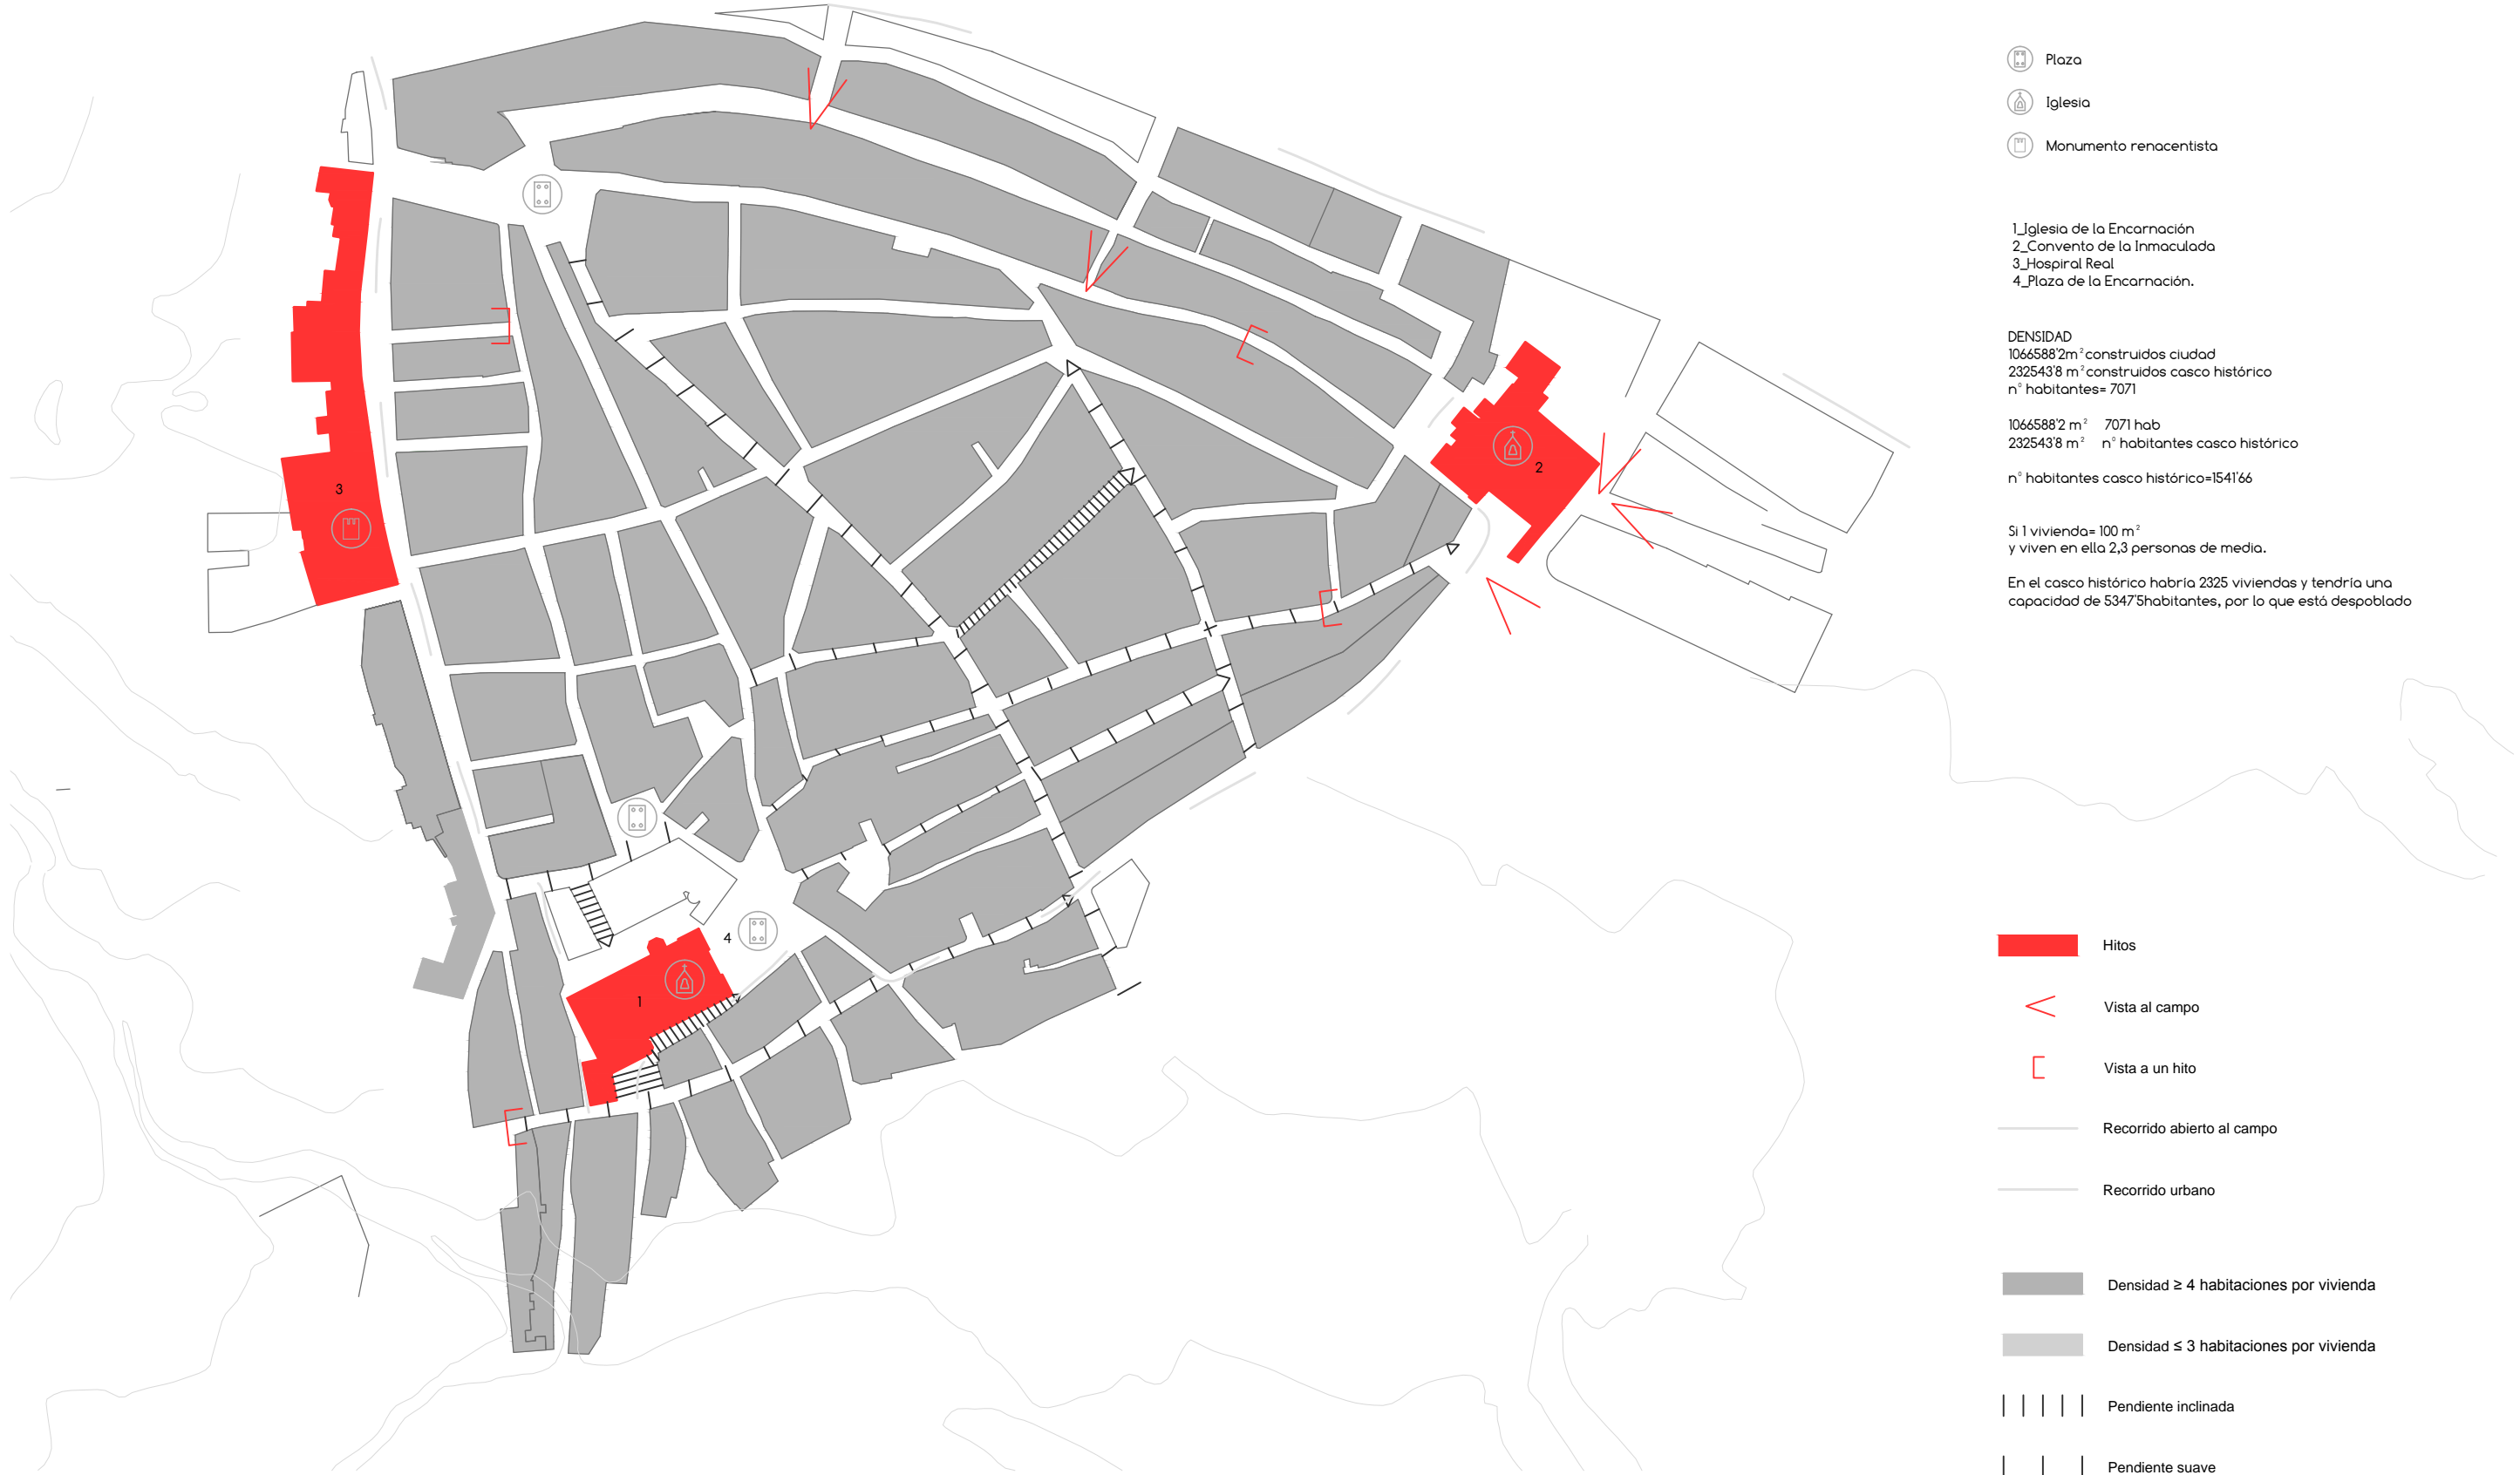 Plaza
Iglesia
Monumento renacentista
1_Iglesia de la Encarnación
2_Convento de la Inmaculada
3_Hospiral Real
4_Plaza de la Encarnación.
DENSIDAD
1066588'2m² construidos ciudad
232543'8 m² construidos casco histórico
n° habitantes= 7071
1066588'2 m² 7071 hab
232543'8 m² n° habitantes casco histórico
n° habitantes casco histórico=1541'66
Si 1 vivienda= 100 m²
y viven en ella 2,3 personas de media.
En el casco histórico habría 2325 viviendas y tendría una
capacidad de 5347'5habitantes, por lo que está despoblado
3
2
4
1
Hitos
Vista al campo
Vista a un hito
Recorrido abierto al campo
Recorrido urbano
Densidad ≥ 4 habitaciones por vivienda
Densidad ≤ 3 habitaciones por vivienda
Pendiente inclinada
Pendiente suave